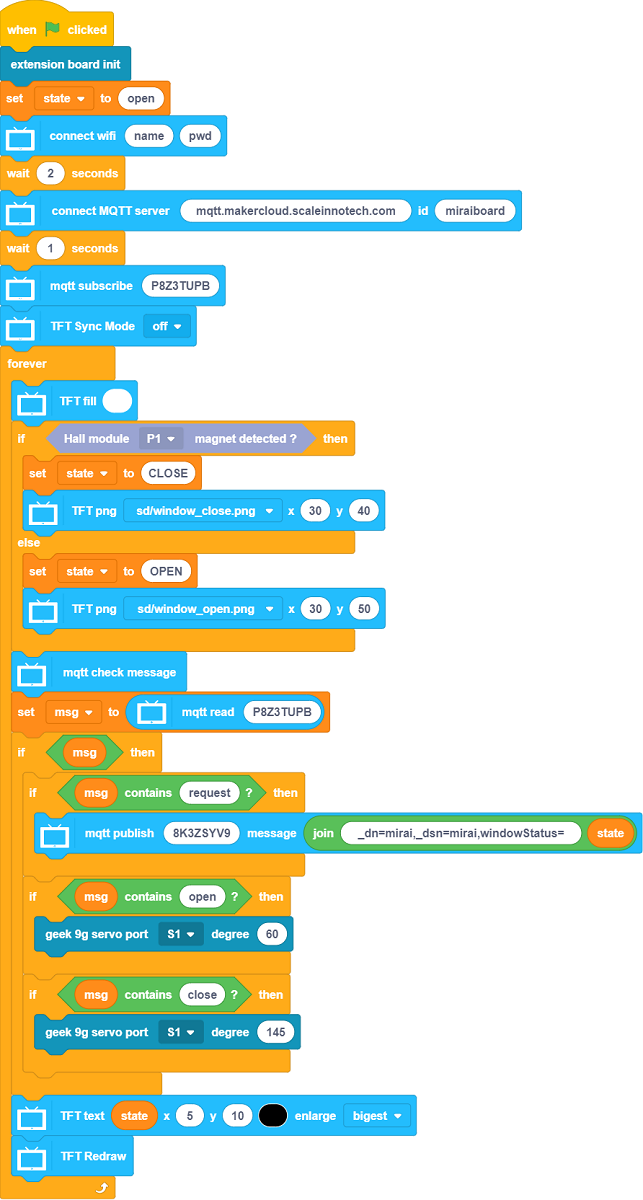 when clicked
extension board init
set state to open
connect wifi name pwd
wait 2 seconds
connect MQTT server mqtt.makercloud.scaleinnotech.com id miraiboard
wait 1 seconds
mqtt subscribe P8Z3TUPB
TFT Sync Mode off
forever
TFT fill
if Hall module P1 magnet detected ? then
set state to CLOSE
TFT png sd/window_close.png x 30 y 40
else
set state to OPEN
TFT png sd/window_open.png x 30 y 50
mqtt check message
set msg to mqtt read P8Z3TUPB
if msg then
if msg contains request ? then
mqtt publish 8K3ZSYV9 message join _dn=mirai,_dsn=mirai,windowStatus= state
if msg contains open ? then
geek 9g servo port S1 degree 60
if msg contains close ? then
geek 9g servo port S1 degree 145
TFT text state x 5 y 10 enlarge bigest
TFT Redraw